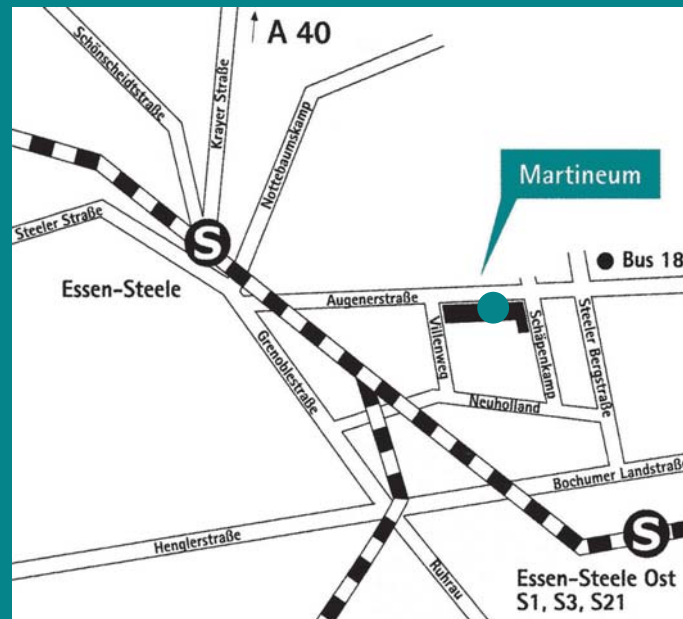 A 40
Schönscheidtstraße
Krayer Straße
Nottebaumskamp
Martineum
Steeler Straße
S
Bus 18
Essen-Steele
Augenerstraße
Villenweg
Schäpenkamp
Steeler Bergstraße
Grenoblestraße
Neuholland
Bochumer Landstraße
Henglerstraße
S
Ruhrau
Essen-Steele Ost
S1, S3, S21